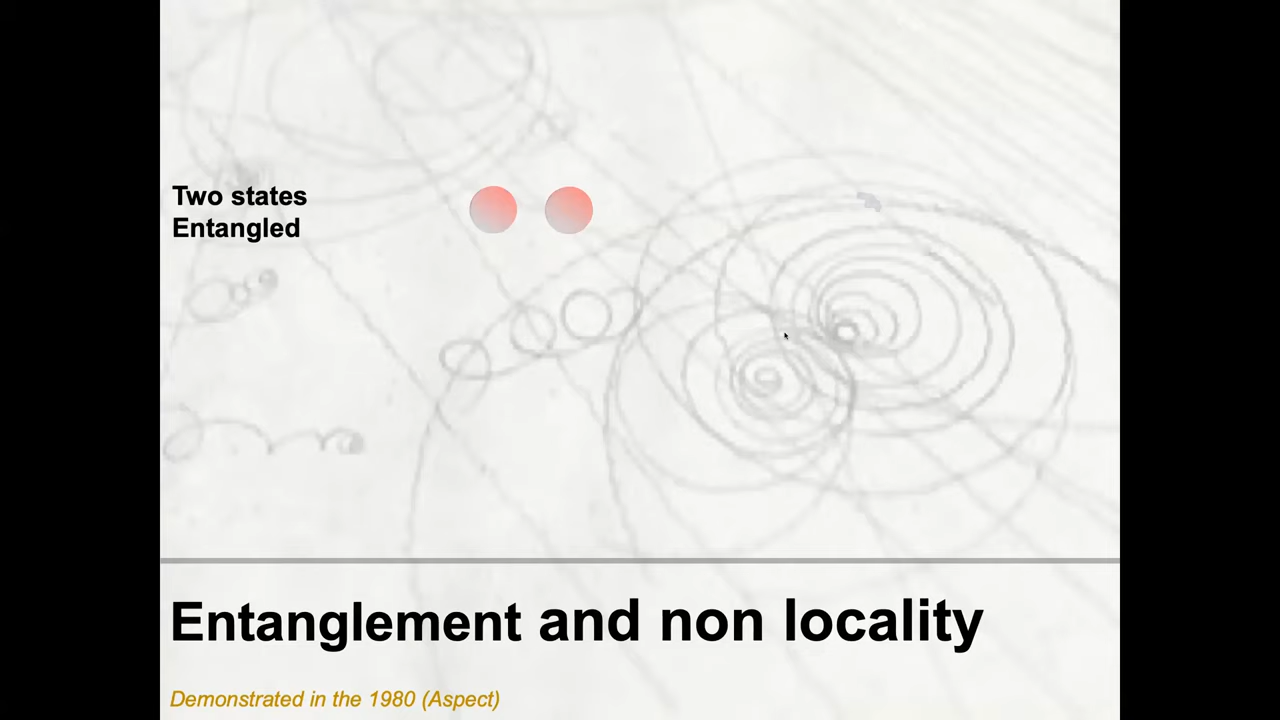 Two states
Entangled
Entanglement and non locality
Demonstrated in the 1980 (Aspect)